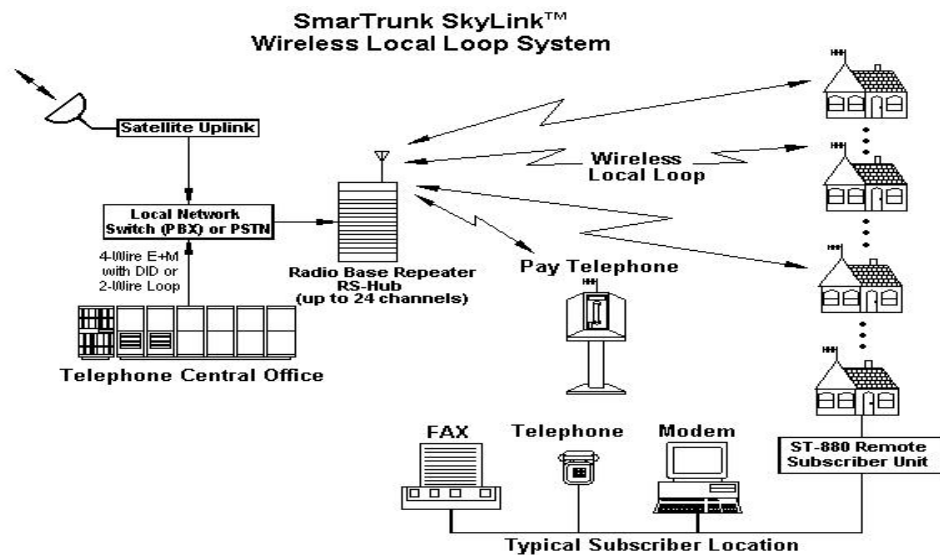 SmarTrunk SkyLink™
Wireless Local Loop System
Satellite Uplink
Local Network
Switch (PBX) or PSTN
4-Wire E+M
with DID or
2-Wire Loop
Telephone Central Office
Radio Base Repeater
RS-Hub
(up to 24 channels)
Wireless
Local Loop
Pay Telephone
FAX
Telephone
Modem
ST-880 Remote
Subscriber Unit
Typical Subscriber Location